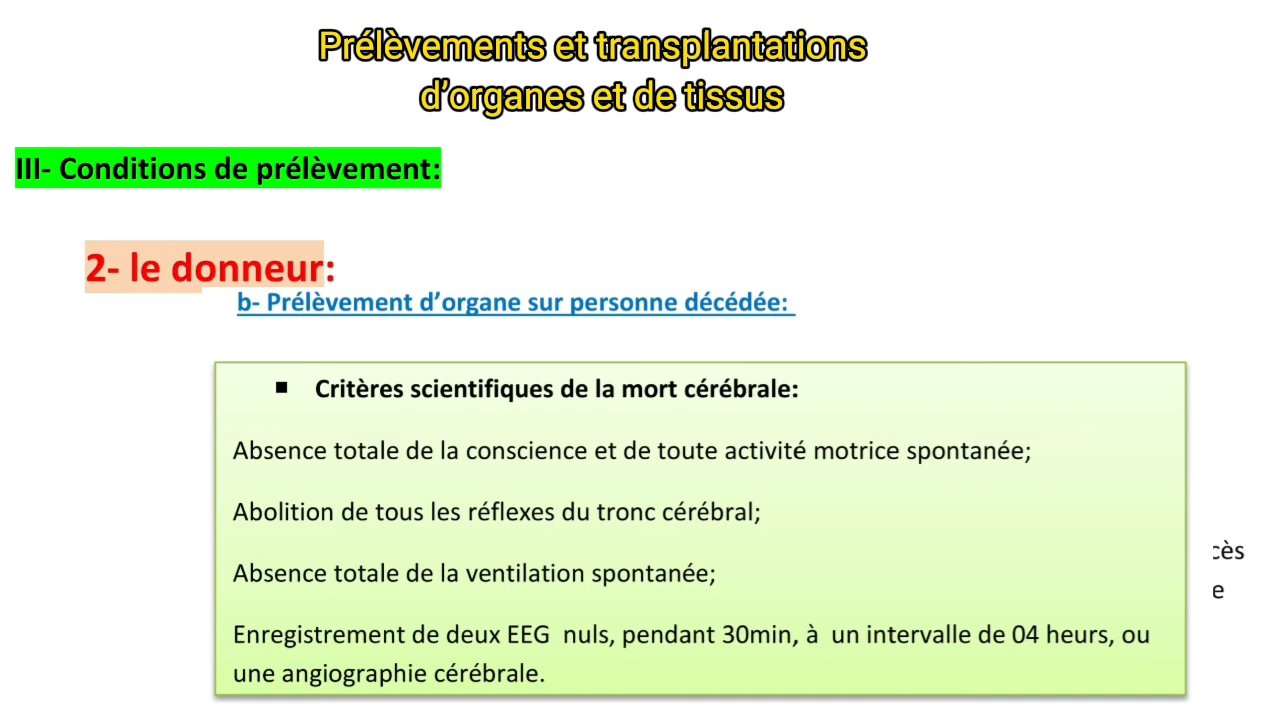 Prélèvements et transplantations
d’organes et de tissus
III- Conditions de prélèvement:
2- le donneur:
b- Prélèvement d’organe sur personne décédée:
▪ Critères scientifiques de la mort cérébrale:
Absence totale de la conscience et de toute activité motrice spontanée;
Abolition de tous les réflexes du tronc cérébral;
Absence totale de la ventilation spontanée;
Enregistrement de deux EEG nuls, pendant 30min, à un intervalle de 04 heurs, ou
une angiographie cérébrale.